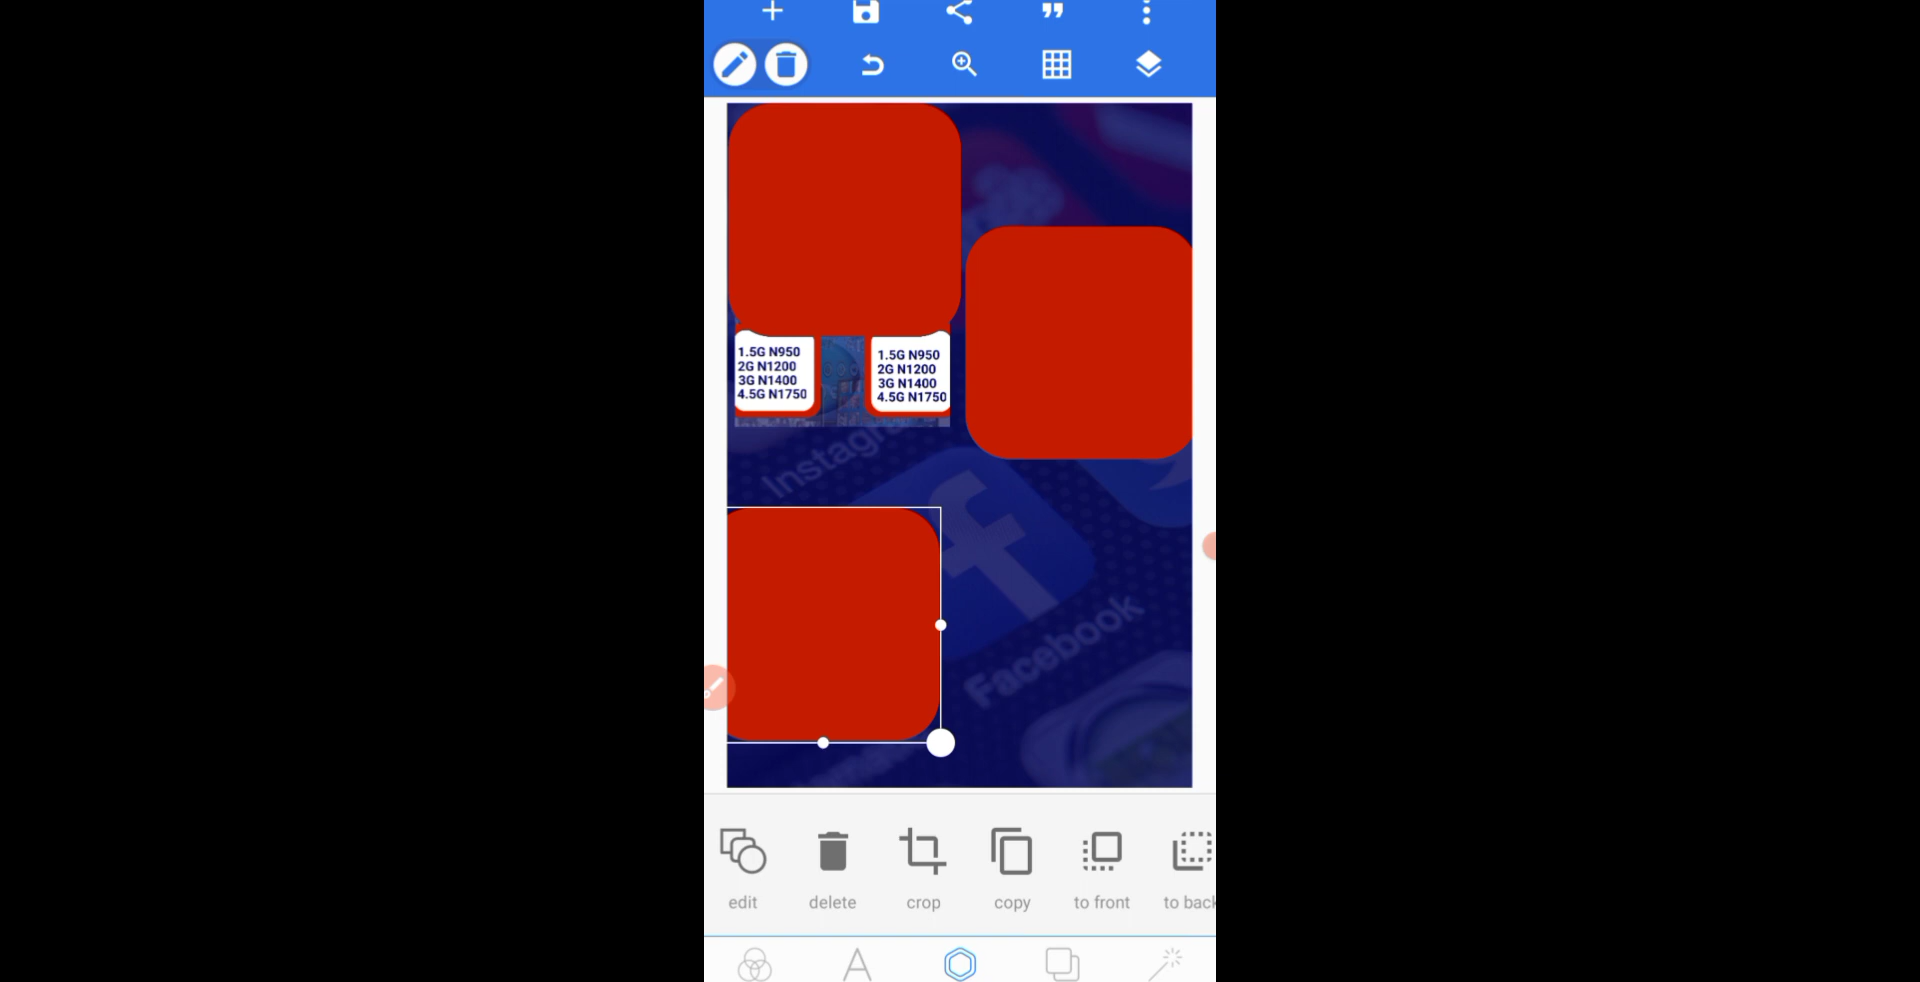 1.5G N950
2G N1200
3G N1400
4.5G N1750
1.5G N950
2G N1200
3G N1400
4.5G N1750
Instagr
Facebook
edit
delete
crop
copy
to front
to back